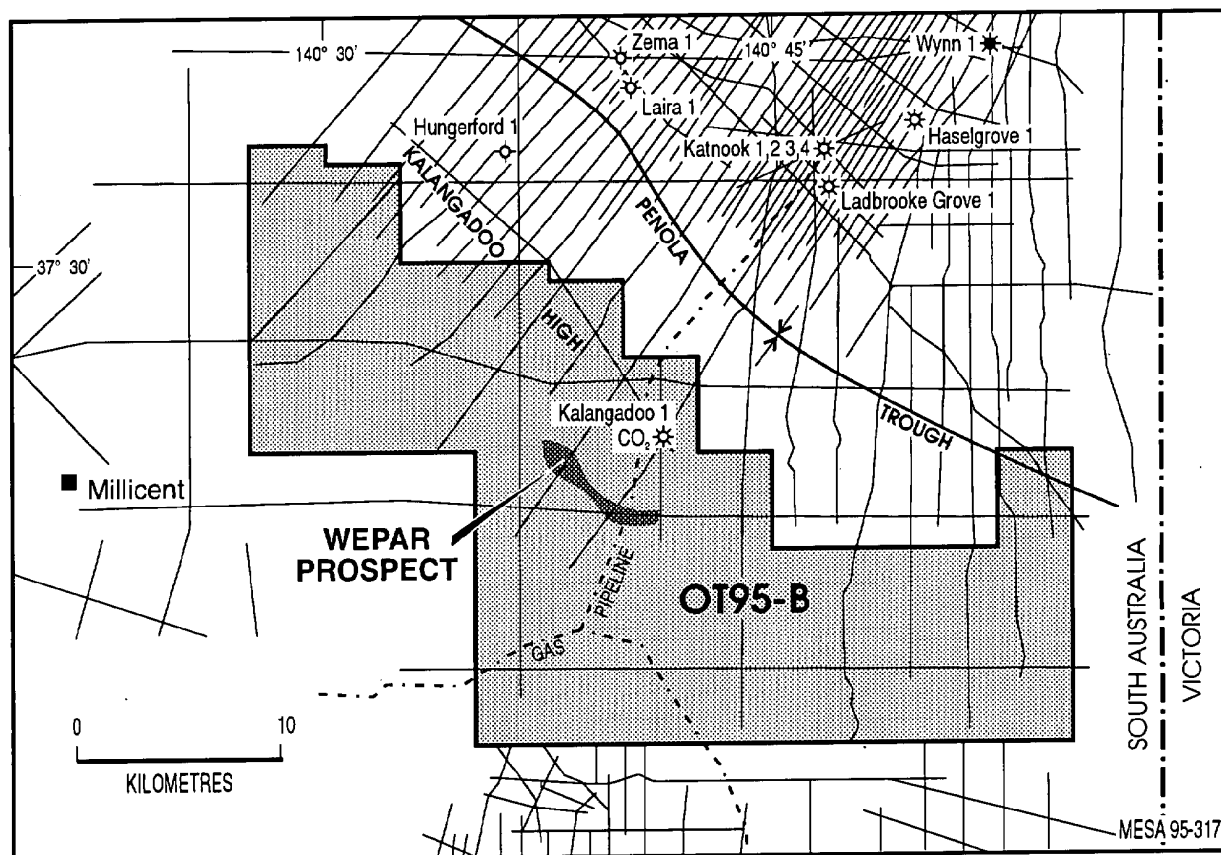 140° 30'
Zema 1
140° 45'
Wynn 1
Laira 1
Hungerford 1
Haselgrove 1
Katnook 1,2 3,4
Ladbrooke Grove 1
KALANGADOO
HIGH
PENOLA
TROUGH
37° 30'
Kalangadoo 1
CO₂
Millicent
WEPAR
PROSPECT
OT95-B
GAS
PIPELINE
SOUTH AUSTRALIA
VICTORIA
0 10
KILOMETRES
MESA 95-317